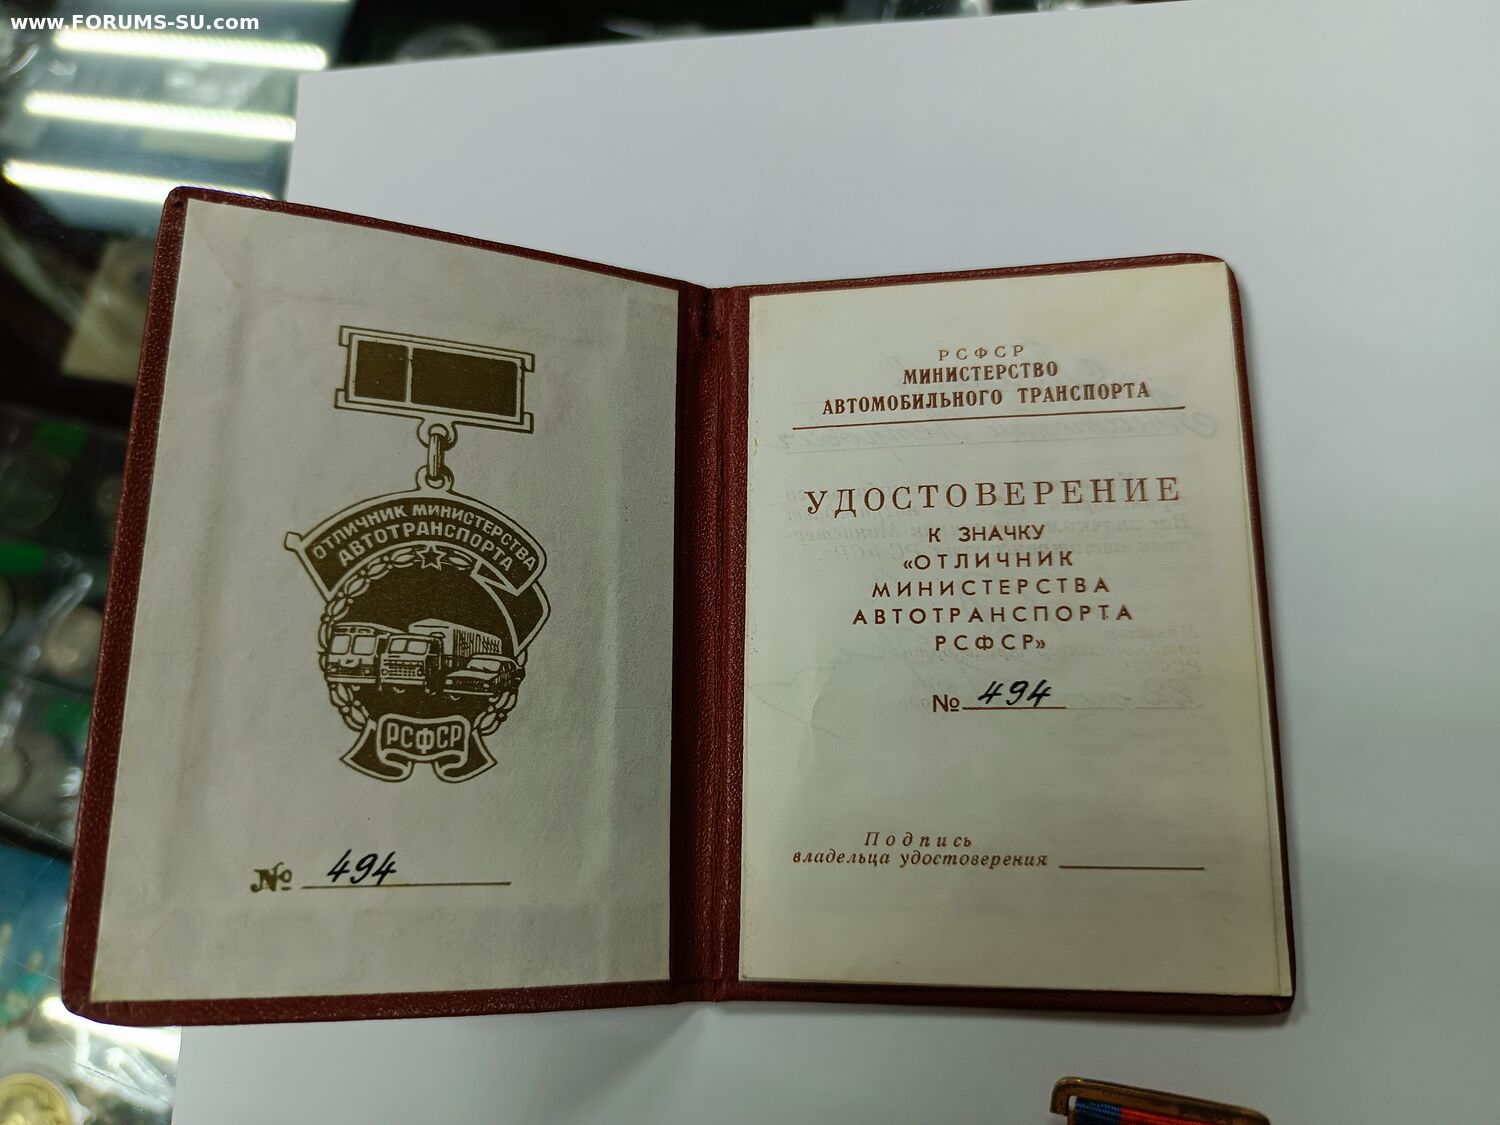 www.FORUMS-SU.com
ОТЛИЧНИК МИНИСТЕРСТВА
АВТОТРАНСПОРТА
РСФСР
№ 494
РСФСР
МИНИСТЕРСТВО
АВТОМОБИЛЬНОГО ТРАНСПОРТА
УДОСТОВЕРЕНИЕ
К ЗНАЧКУ
«ОТЛИЧНИК
МИНИСТЕРСТВА
АВТОТРАНСПОРТА
РСФСР»
№ 494
Подпись
владельца удостоверения